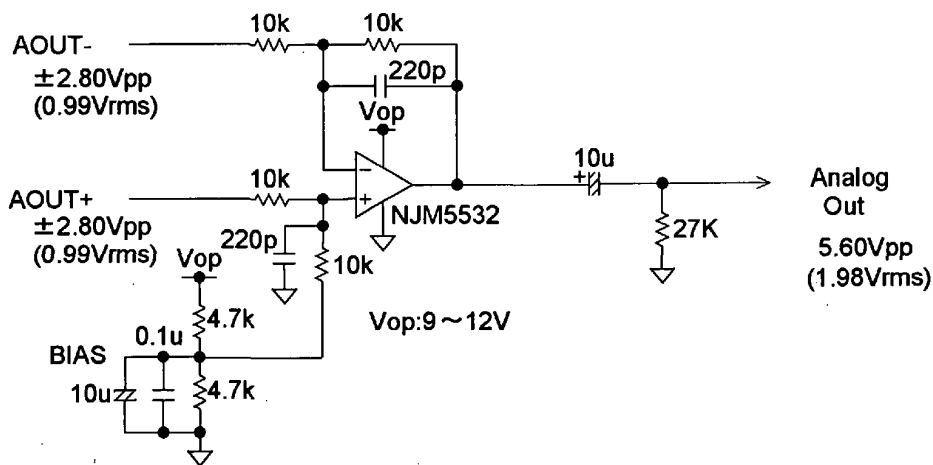 10k
10k
AOUT-
±2.80Vpp
(0.99Vrms)
220p
Vop
10u
+
10k
−
+
AOUT+
±2.80Vpp
(0.99Vrms)
NJM5532
Analog
Out
27K
5.60Vpp
(1.98Vrms)
220p
10k
Vop
4.7k
Vop:9～12V
0.1u
BIAS
10u
4.7k